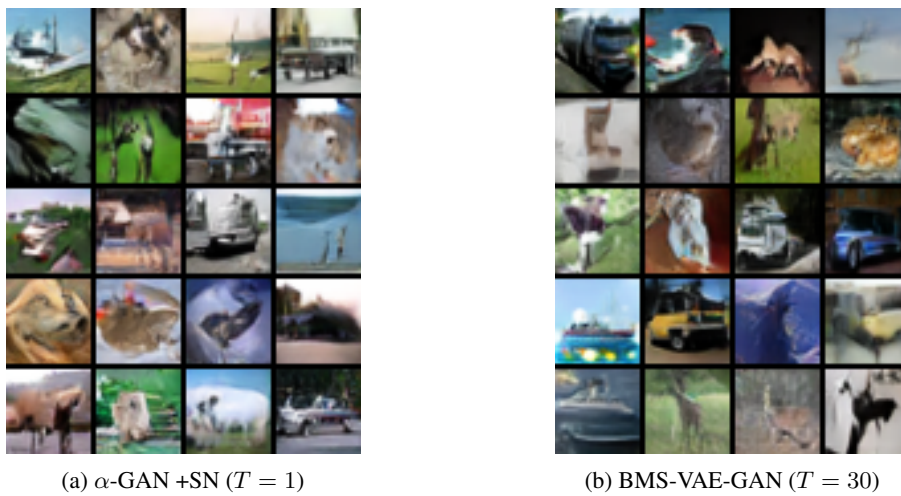 (a) α-GAN +SN (T = 1)
(b) BMS-VAE-GAN (T = 30)